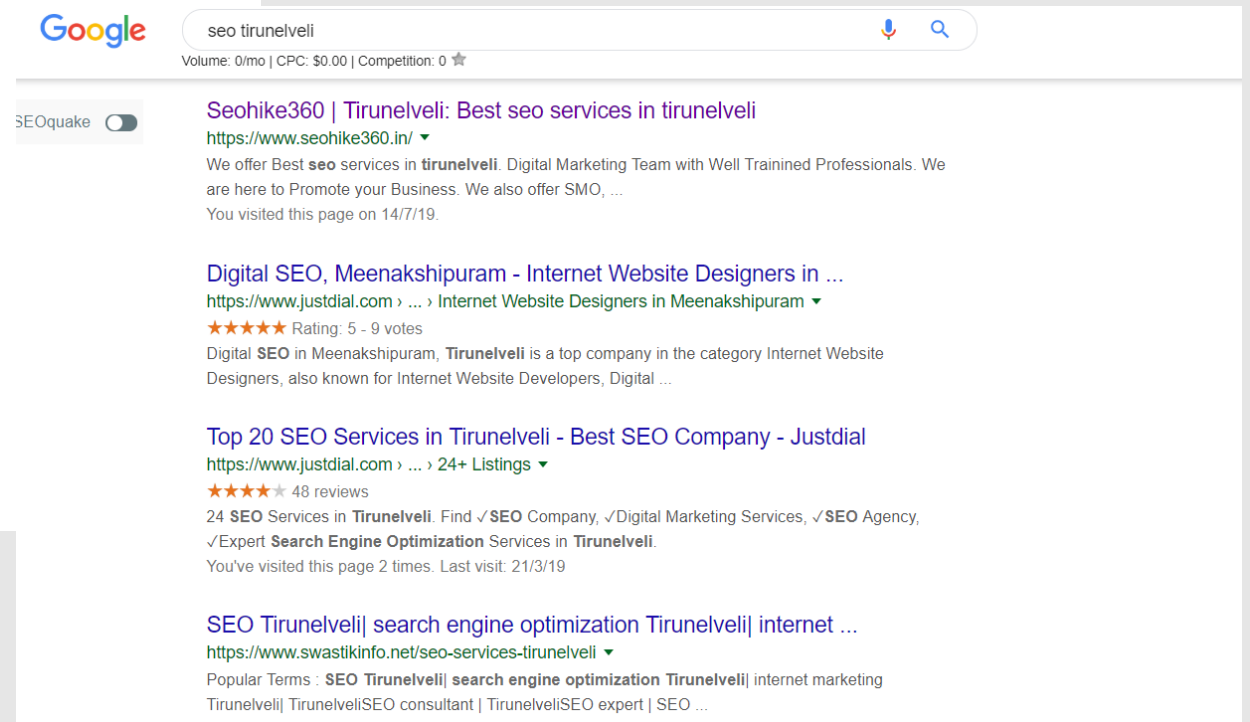 Google
seo tirunelveli
Volume: 0/mo | CPC: $0.00 | Competition: 0
SEOquake
Seohike360 | Tirunelveli: Best seo services in tirunelveli
https://www.seohike360.in/
We offer Best seo services in tirunelveli. Digital Marketing Team with Well Trainined Professionals. We
are here to Promote your Business. We also offer SMO, ...
You visited this page on 14/7/19.
Digital SEO, Meenakshipuram - Internet Website Designers in ...
https://www.justdial.com › ... › Internet Website Designers in Meenakshipuram
Rating: 5 - 9 votes
Digital SEO in Meenakshipuram, Tirunelveli is a top company in the category Internet Website
Designers, also known for Internet Website Developers, Digital ...
Top 20 SEO Services in Tirunelveli - Best SEO Company - Justdial
https://www.justdial.com › ... › 24+ Listings
48 reviews
24 SEO Services in Tirunelveli. Find ✓SEO Company, ✓Digital Marketing Services, ✓SEO Agency,
✓Expert Search Engine Optimization Services in Tirunelveli.
You've visited this page 2 times. Last visit: 21/3/19
SEO Tirunelveli| search engine optimization Tirunelveli| internet ...
https://www.swastikinfo.net/seo-services-tirunelveli
Popular Terms : SEO Tirunelveli| search engine optimization Tirunelveli| internet marketing
Tirunelveli| TirunelveliSEO consultant | TirunelveliSEO expert | SEO ...